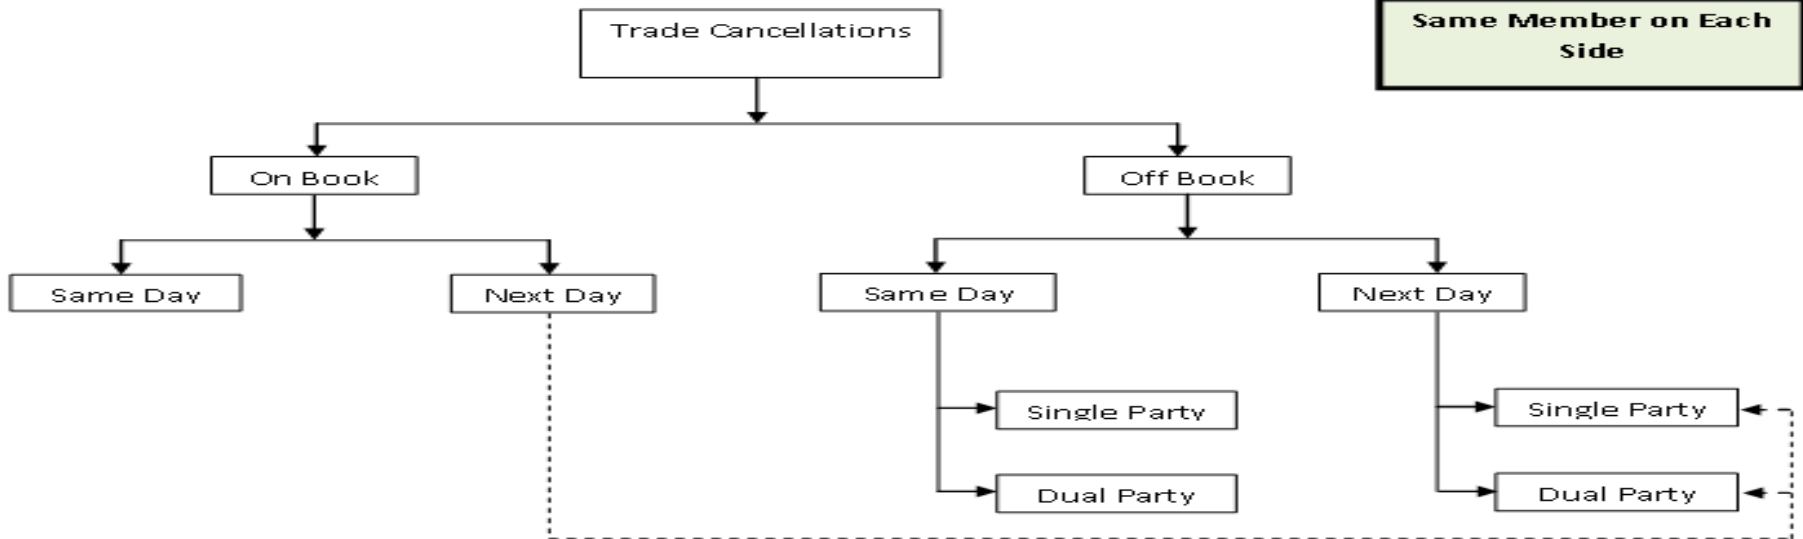 Trade Cancellations
Same Member on Each
Side
On Book
Off Book
Same Day
Next Day
Same Day
Next Day
Single Party
Single Party
Dual Party
Dual Party